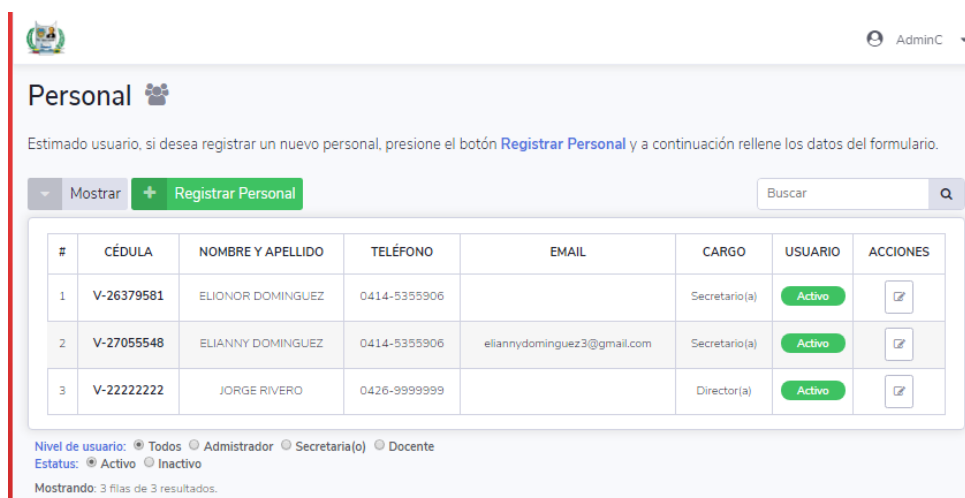 AdminC
Personal
Estimado usuario, si desea registrar un nuevo personal, presione el botón Registrar Personal y a continuación rellene los datos del formulario.
Mostrar + Registrar Personal Buscar
# CÉDULA NOMBRE Y APELLIDO TELÉFONO EMAIL CARGO USUARIO ACCIONES
1 V-26379581 ELIONOR DOMINGUEZ 0414-5355906 Secretario(a) Activo
2 V-27055548 ELIANNY DOMINGUEZ 0414-5355906 eliannydominguez3@gmail.com Secretario(a) Activo
3 V-22222222 JORGE RIVERO 0426-9999999 Director(a) Activo
Nivel de usuario: Todos Admistrador Secretaria(o) Docente
Estatus: Activo Inactivo
Mostrando: 3 filas de 3 resultados.